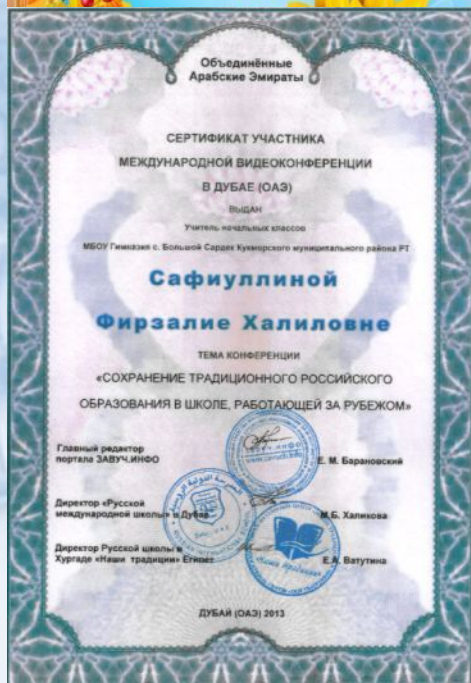 Объединённые
Арабские Эмираты
СЕРТИФИКАТ УЧАСТНИКА
МЕЖДУНАРОДНОЙ ВИДЕОКОНФЕРЕНЦИИ
В ДУБАЕ (ОАЭ)
ВЫДАН
Учитель начальных классов
МБОУ Гимназия с. Большой Сардек Кукморского муниципального района РТ
Сафиуллиной
Фирзалие Халиловне
ТЕМА КОНФЕРЕНЦИИ
«СОХРАНЕНИЕ ТРАДИЦИОННОГО РОССИЙСКОГО
ОБРАЗОВАНИЯ В ШКОЛЕ, РАБОТАЮЩЕЙ ЗА РУБЕЖОМ»
Главный редактор
портала ЗАВУЧ.ИНФО
Е. М. Барановский
Директор «Русской
международной школы» в Дубае
М.Б. Халикова
Директор Русской школы в
Хургаде «Наши традиции» Египет
Е.А. Ватутина
ДУБАЙ (ОАЭ) 2013